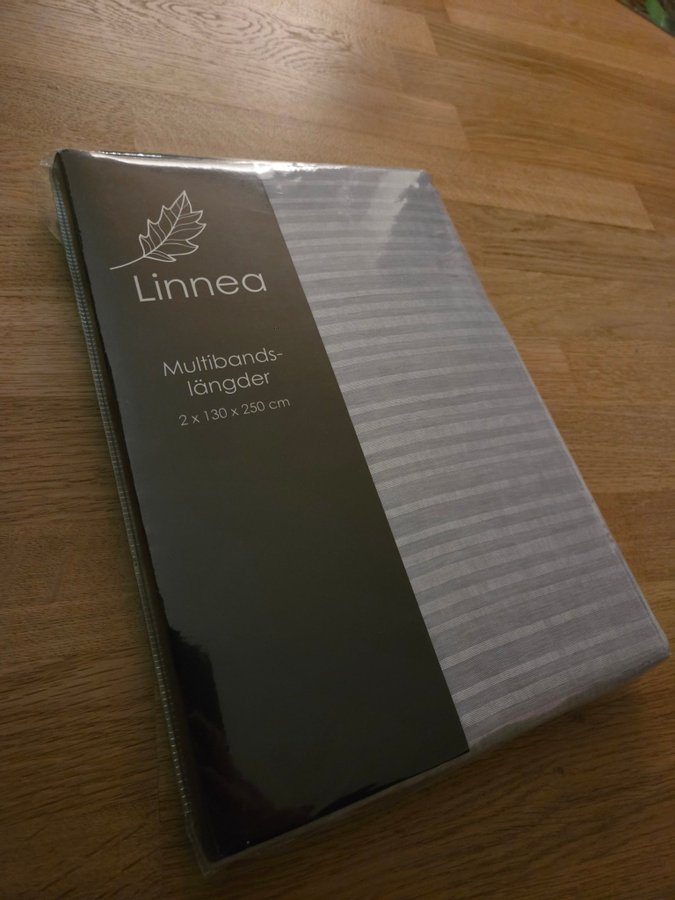 Linnea
Multibands-
längder
2 x 130 x 250 cm